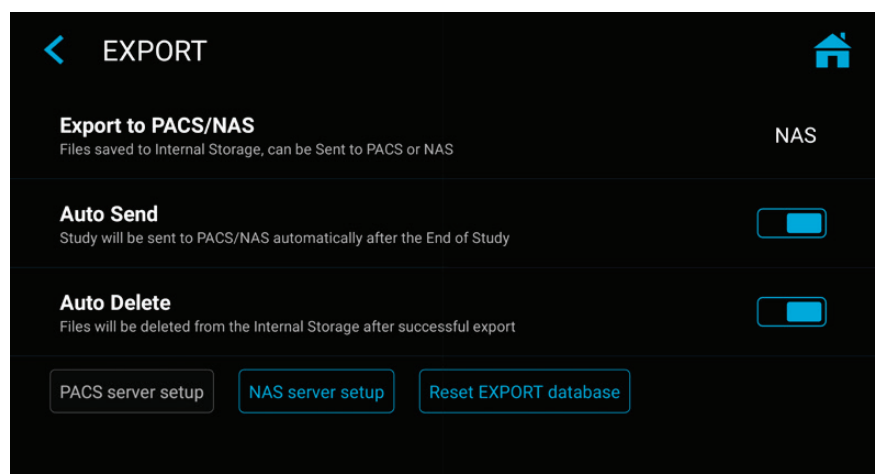 EXPORT
Export to PACS/NAS
Files saved to Internal Storage, can be Sent to PACS or NAS
NAS
Auto Send
Study will be sent to PACS/NAS automatically after the End of Study
Auto Delete
Files will be deleted from the Internal Storage after successful export
PACS server setup
NAS server setup
Reset EXPORT database